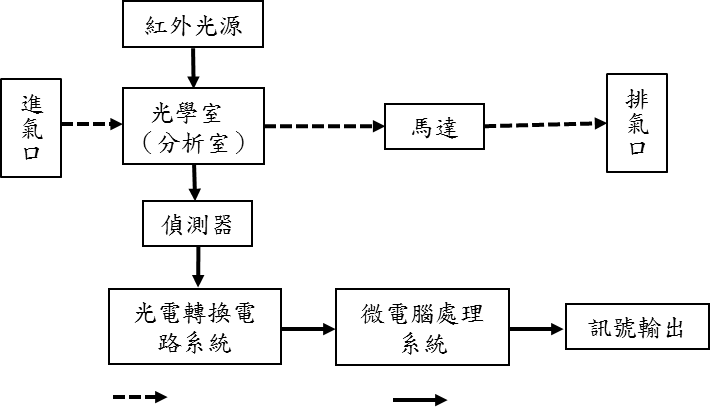 紅外光源
進
氣
口
光學室
（分析室）
馬達
排
氣
口
偵測器
光電轉換電
路系統
微電腦處理
系統
訊號輸出